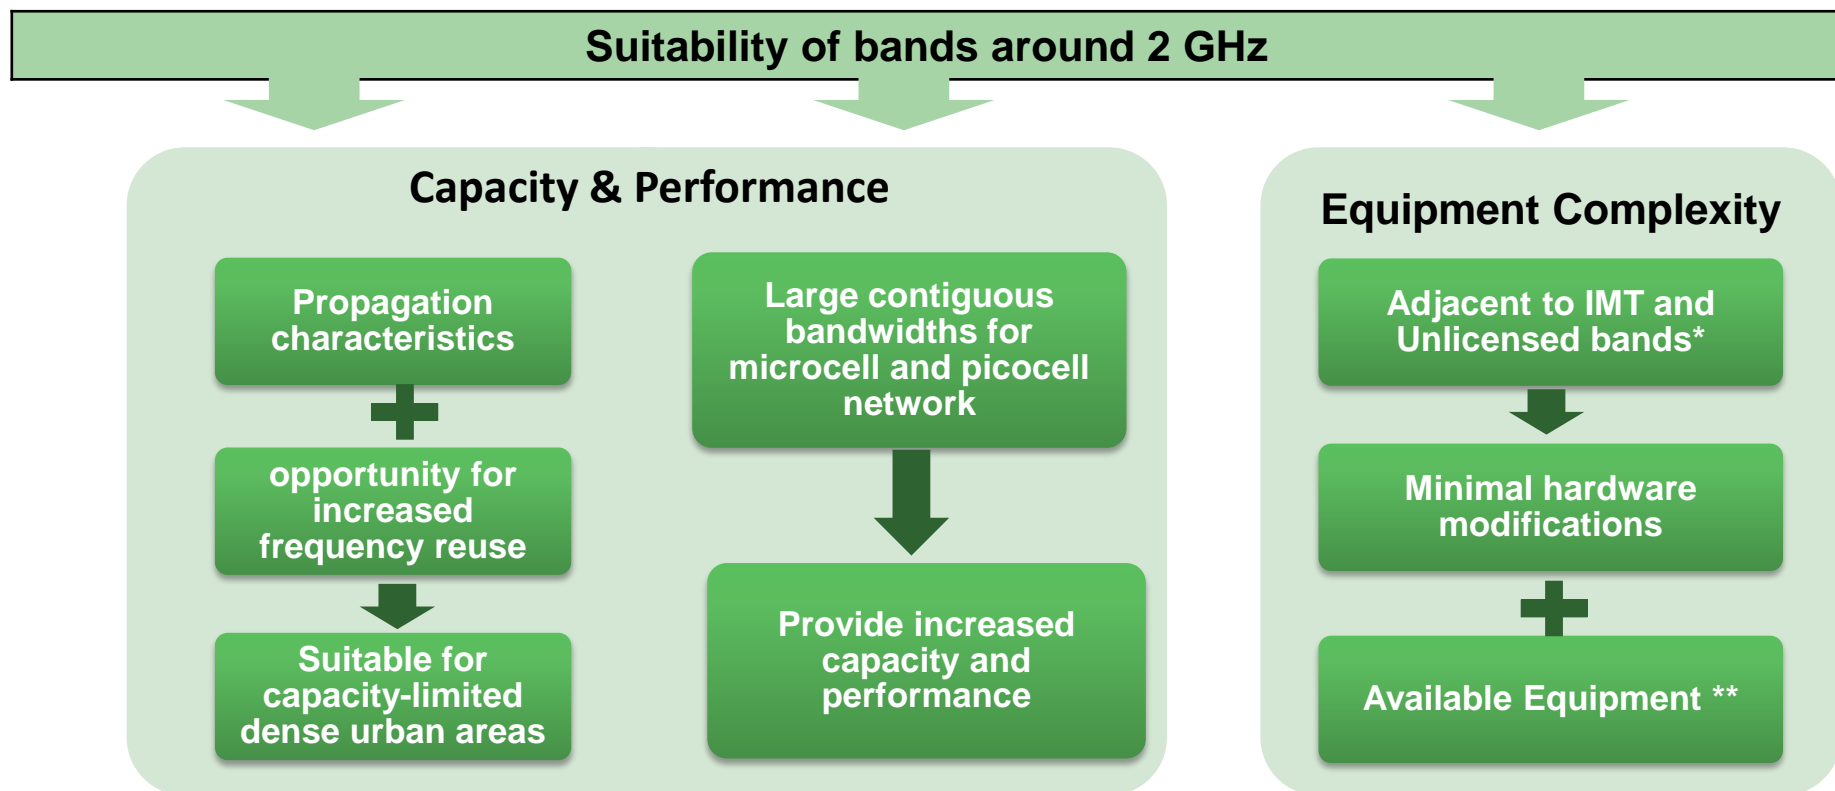 Suitability of bands around 2 GHz
Capacity & Performance
Propagation
characteristics
opportunity for
increased
frequency reuse
Suitable for
capacity-limited
dense urban areas
Large contiguous
bandwidths for
microcell and picocell
network
Provide increased
capacity and
performance
Equipment Complexity
Adjacent to IMT and
Unlicensed bands*
Minimal hardware
modifications
Available Equipment **